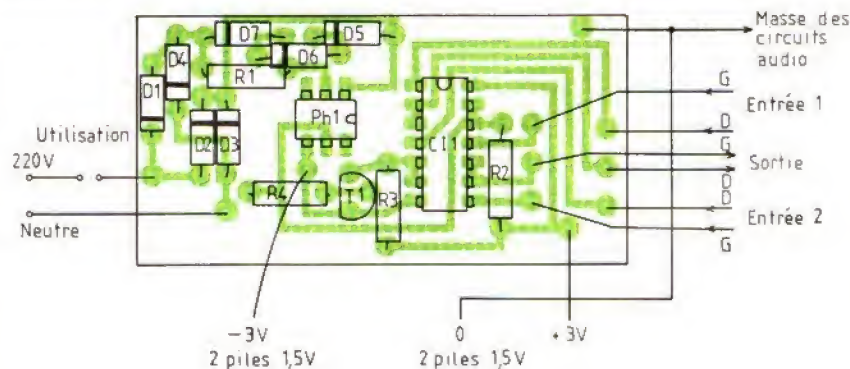 Masse des
circuits
audio
G
Entrée 1
D
G
Sortie
D
D
Entrée 2
G
Utilisation
220V
Neutre
D7
D5
D6
D4
R1
D1
Ph1
CI1
D2
D3
R2
R4
T1
R3
-3V
0
+3V
2 piles 1,5V
2 piles 1,5V